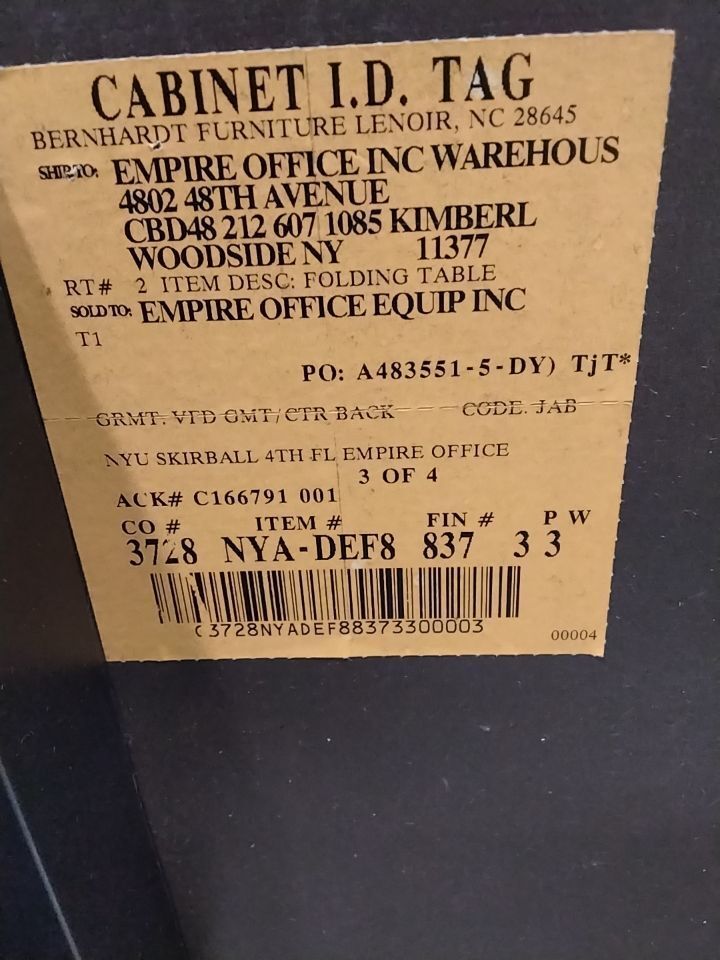 CABINET I.D. TAG
BERNHARDT FURNITURE LENOIR, NC 28645
SHIP TO: EMPIRE OFFICE INC WAREHOUS
4802 48TH AVENUE
CBD48 212 607 1085 KIMBERL
WOODSIDE NY 11377
RT# 2 ITEM DESC: FOLDING TABLE
SOLD TO: EMPIRE OFFICE EQUIP INC
T1
PO: A483551-5-DY) TjT*
GRMT. VFD GMT/CTR BACK CODE. JAB
NYU SKIRBALL 4TH FL EMPIRE OFFICE
3 OF 4
ACK# C166791 001
CO # ITEM # FIN # P W
3728 NYA-DEF8 837 3 3
C3728NYADEF88373300003
00004